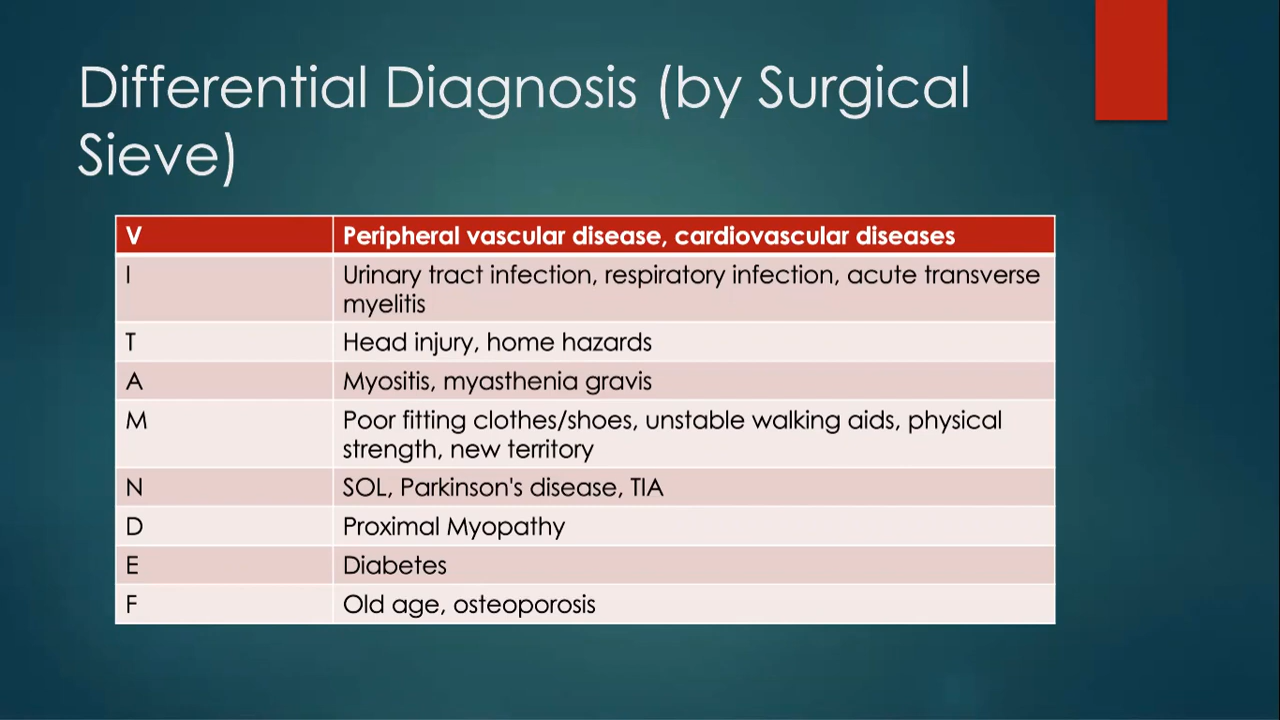 Differential Diagnosis (by Surgical
Sieve)
V Peripheral vascular disease, cardiovascular diseases
I Urinary tract infection, respiratory infection, acute transverse
myelitis
T Head injury, home hazards
A Myositis, myasthenia gravis
M Poor fitting clothes/shoes, unstable walking aids, physical
strength, new territory
N SOL, Parkinson's disease, TIA
D Proximal Myopathy
E Diabetes
F Old age, osteoporosis